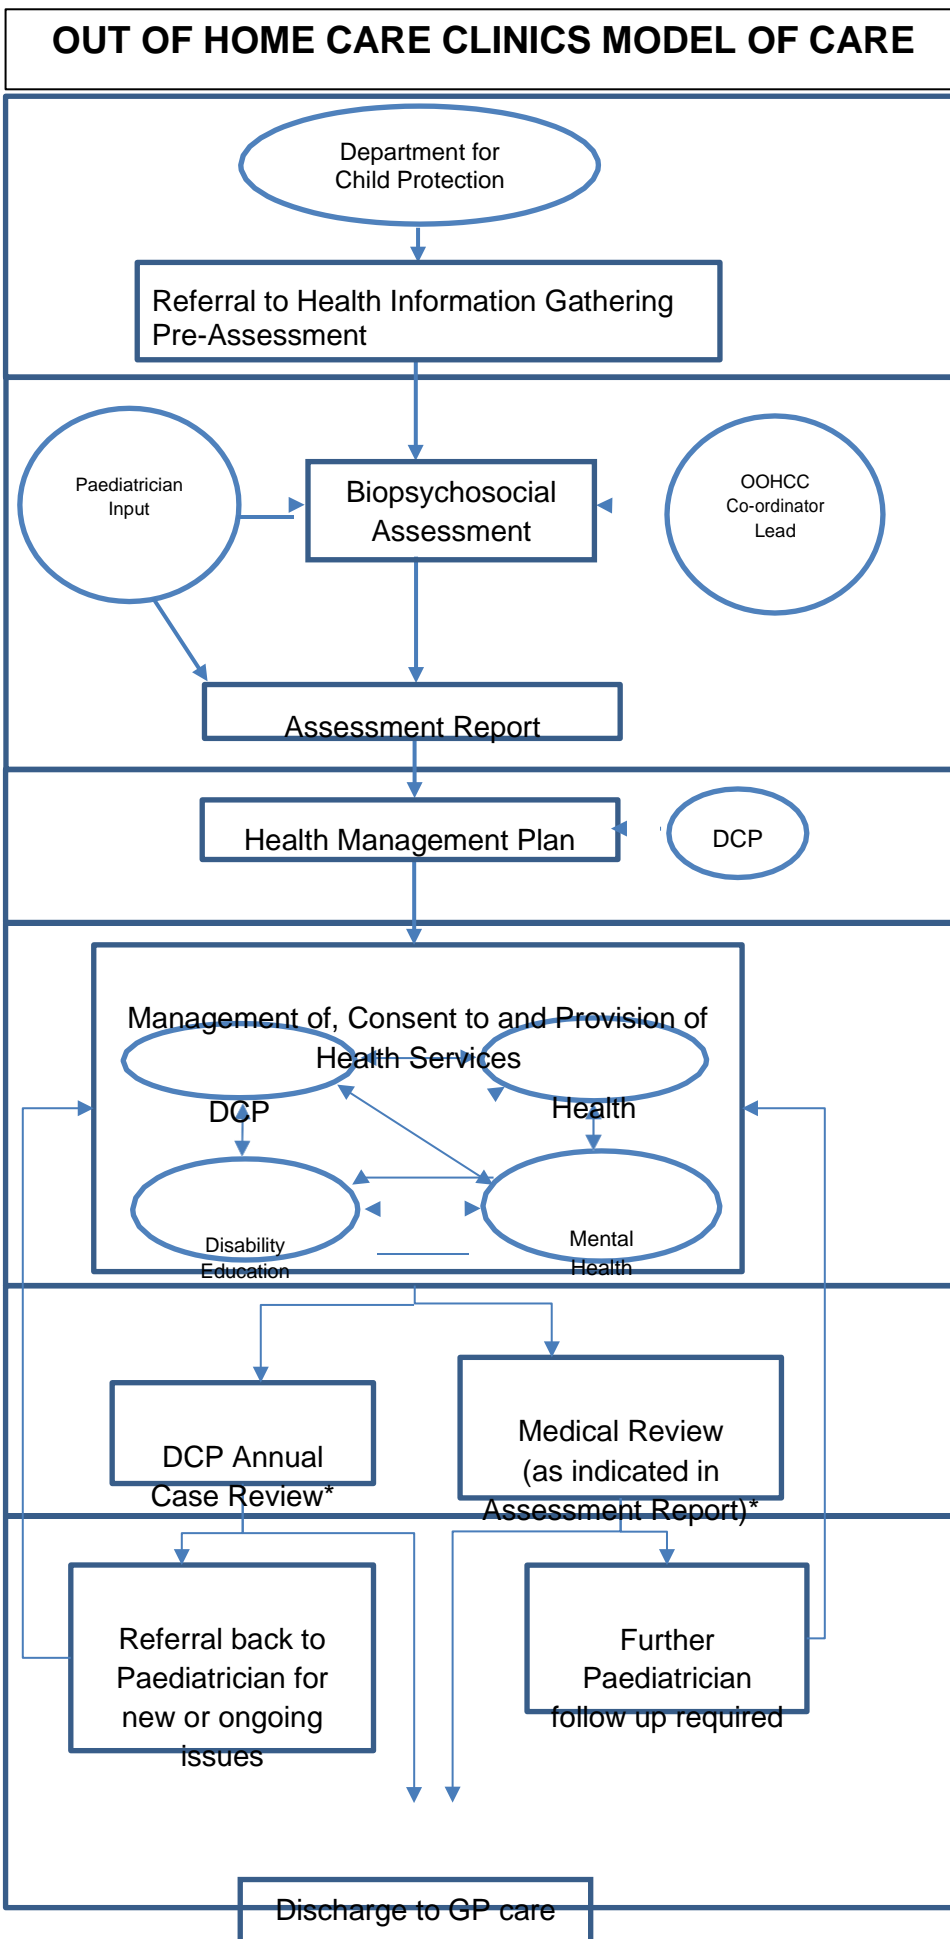 OUT OF HOME CARE CLINICS MODEL OF CARE
Department for
Child Protection
Referral to Health Information Gathering
Pre-Assessment
Paediatrician
Input
Biopsychosocial
Assessment
OOHCC
Co-ordinator
Lead
Assessment Report
Health Management Plan
DCP
Management of, Consent to and Provision of
Health Services
DCP
Health
Disability
Education
Mental
Health
DCP Annual
Case Review*
Medical Review
(as indicated in
Assessment Report)*
Referral back to
Paediatrician for
new or ongoing
issues
Further
Paediatrician
follow up required
Discharge to GP care